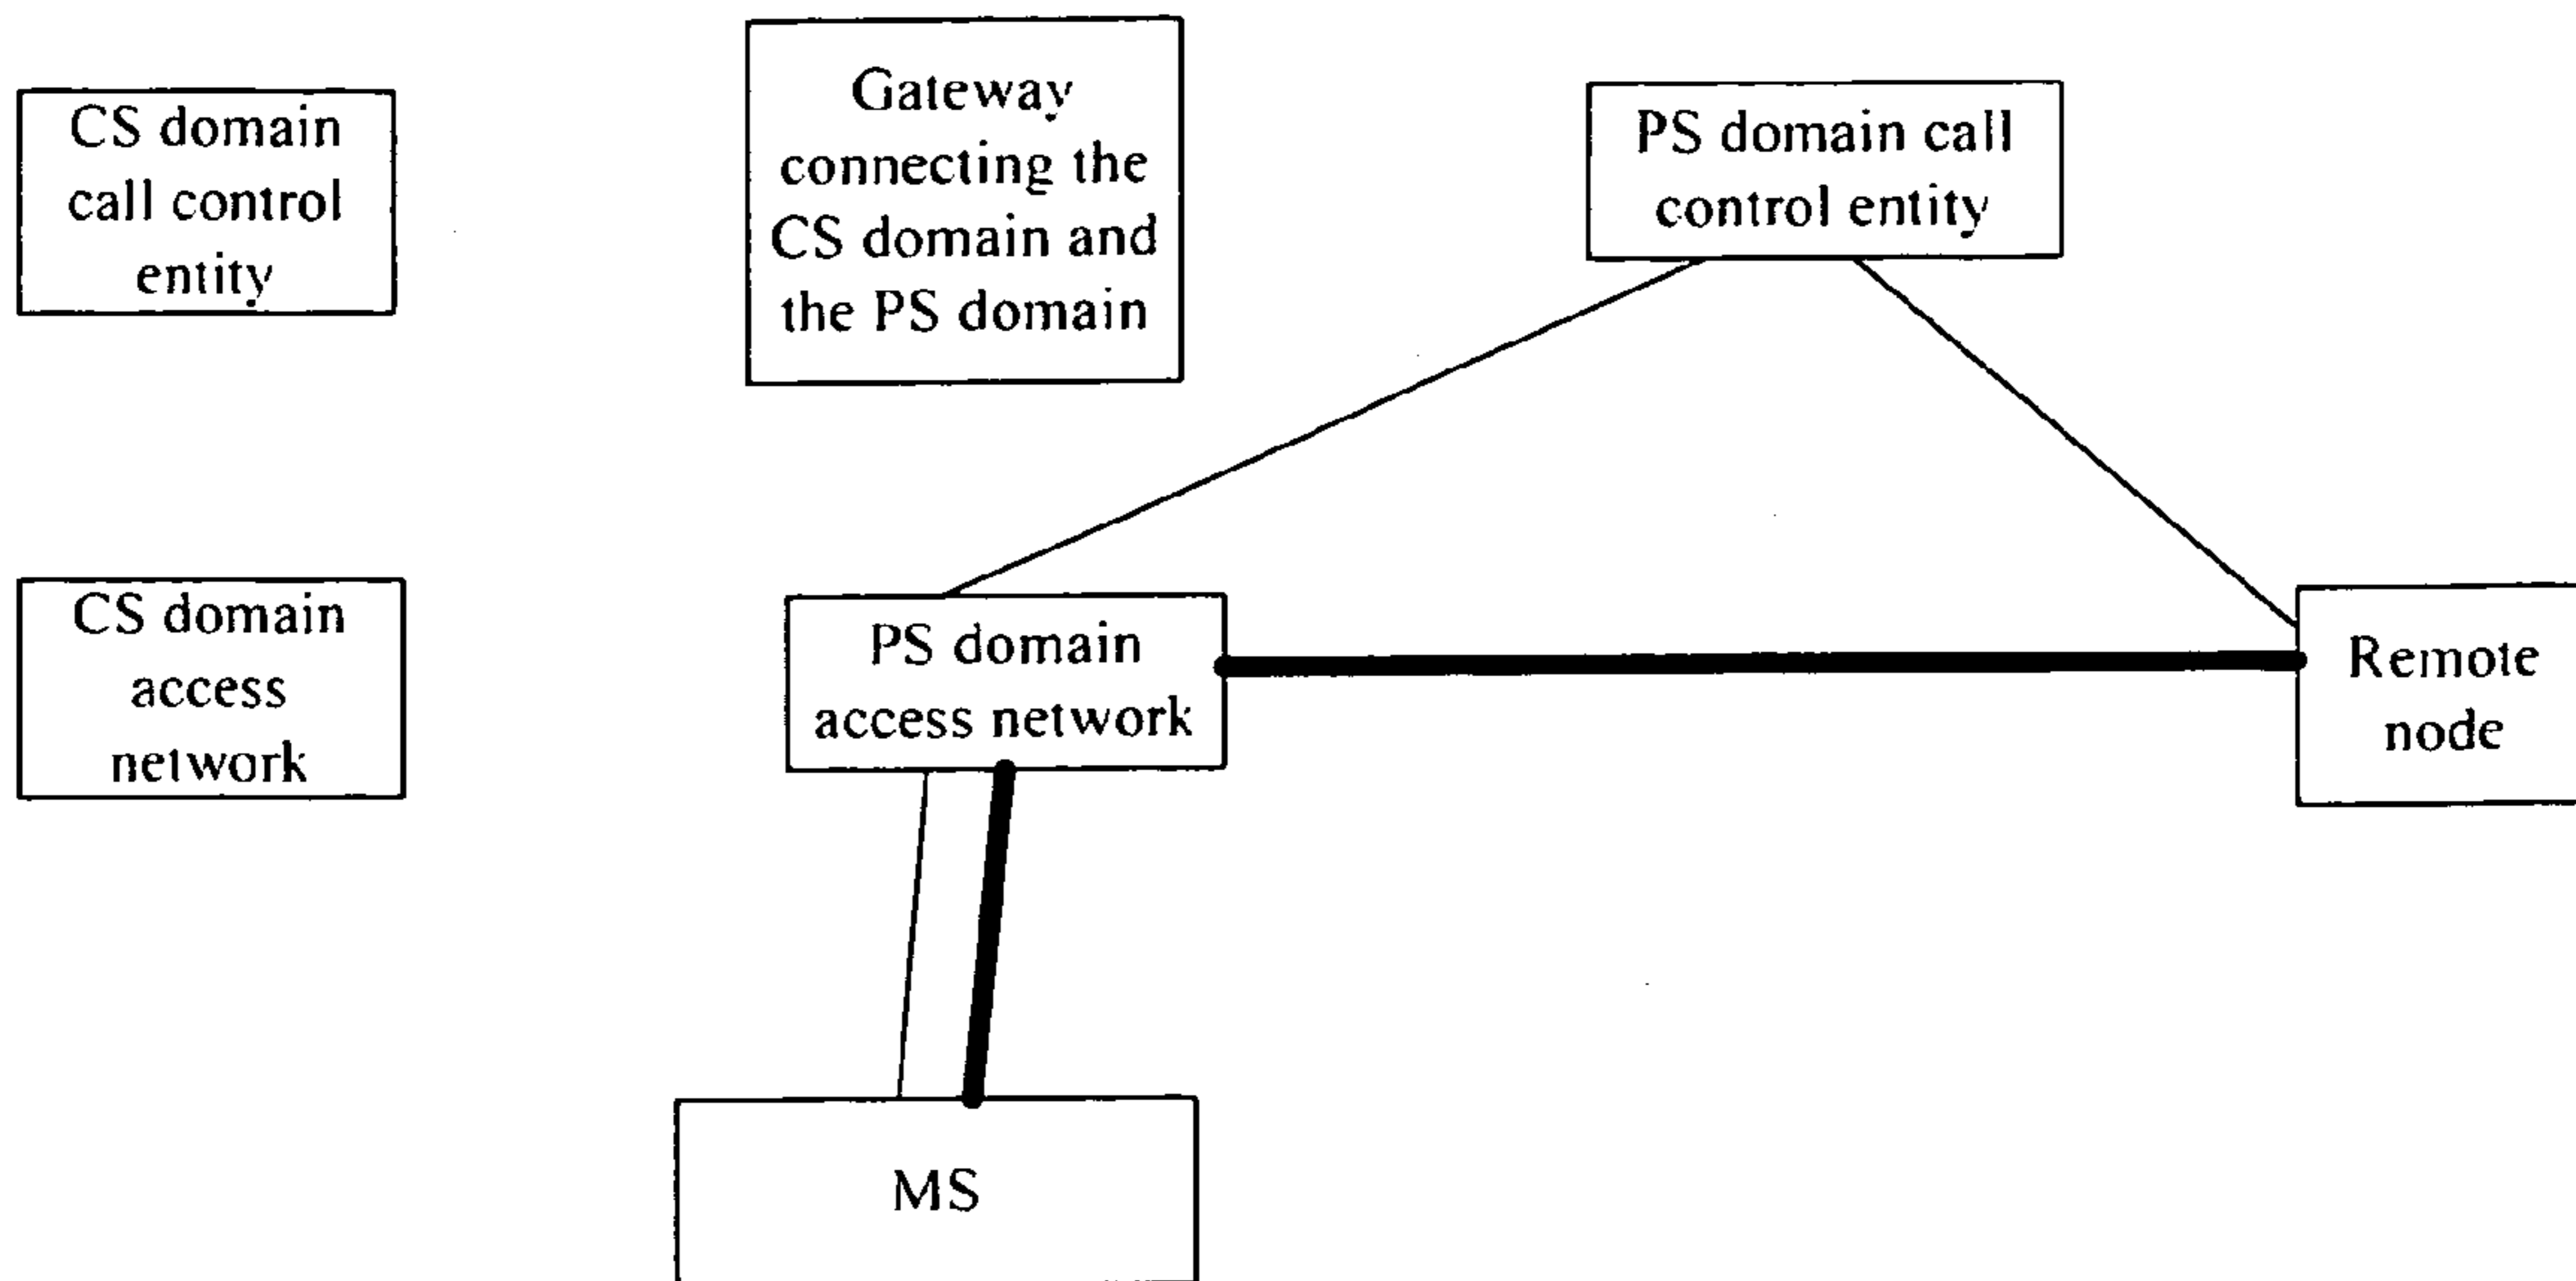 CS domain
call control
entity
Gateway
connecting the
CS domain and
the PS domain
PS domain call
control entity
CS domain
access
network
PS domain
access network
Remote
node
MS